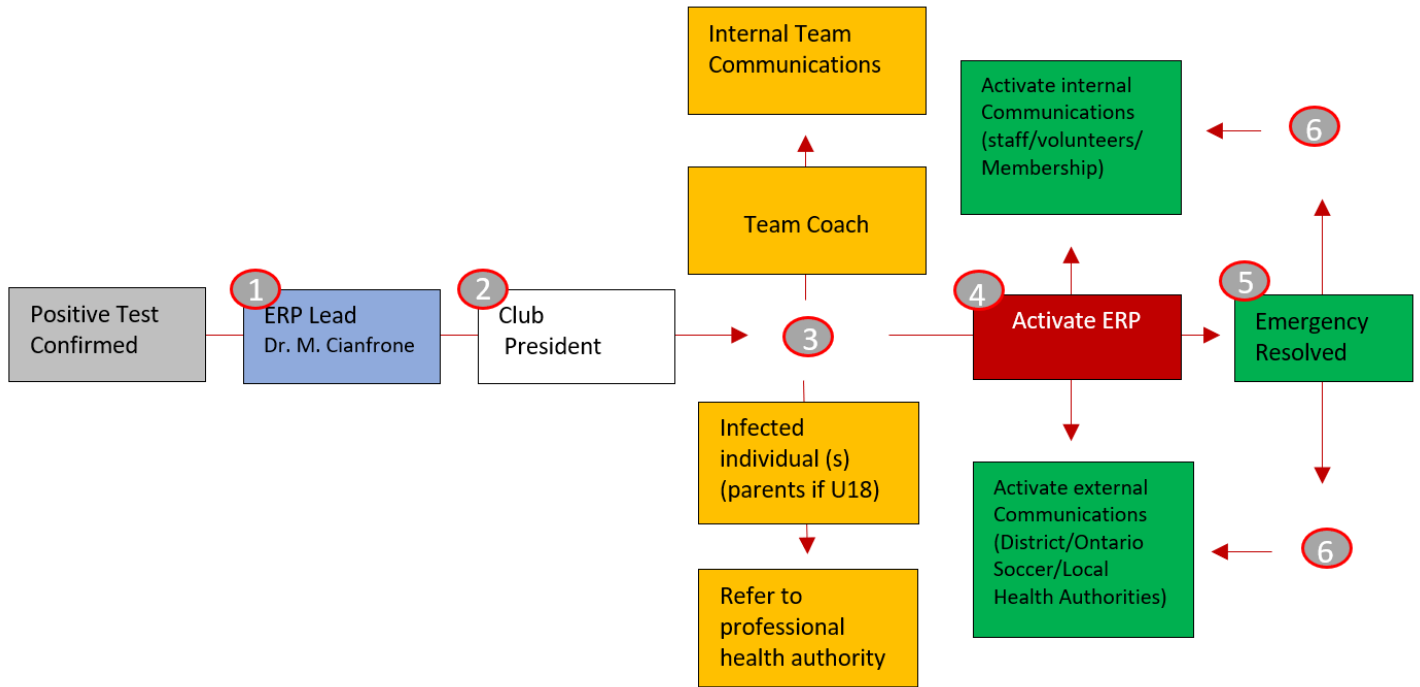 Internal Team
Communications
Activate internal
Communications
(staff/volunteers/
Membership)
6
Team Coach
Positive Test
Confirmed
1
ERP Lead
Dr. M. Cianfrone
2
Club
President
3
4
Activate ERP
5
Emergency
Resolved
Infected
individual (s)
(parents if U18)
Activate external
Communications
(District/Ontario
Soccer/Local
Health Authorities)
6
Refer to
professional
health authority